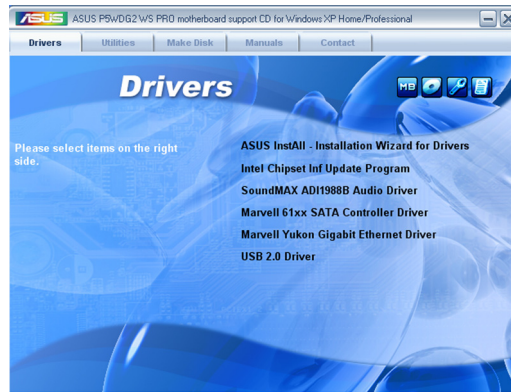 ASUS ASUS P5WDG2 WS PRO motherboard support CD for Windows XP Home/Professional
Drivers Utilities Make Disk Manuals Contact
Drivers
MB
Please select items on the right
side.
ASUS InstAll - Installation Wizard for Drivers
Intel Chipset Inf Update Program
SoundMAX ADI1988B Audio Driver
Marvell 61xx SATA Controller Driver
Marvell Yukon Gigabit Ethernet Driver
USB 2.0 Driver